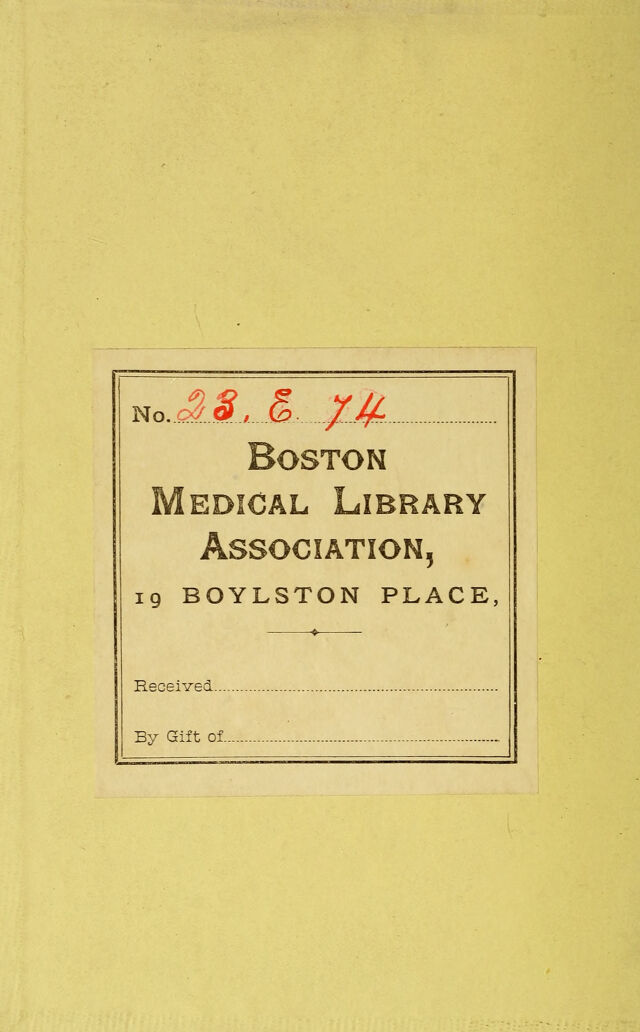 No. 23. E. 74
BOSTON
MEDICAL LIBRARY
ASSOCIATION,
19 BOYLSTON PLACE,
Received
By Gift of